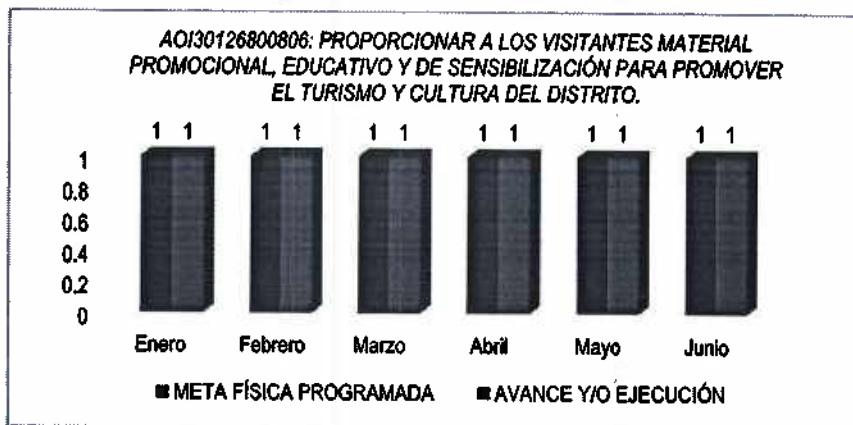 AOI30126800806: PROPORCIONAR A LOS VISITANTES MATERIAL
PROMOCIONAL, EDUCATIVO Y DE SENSIBILIZACIÓN PARA PROMOVER
EL TURISMO Y CULTURA DEL DISTRITO.
1 1 1 1 1 1 1 1 1 1 1 1
1
0.8
0.6
0.4
0.2
0
Enero Febrero Marzo Abril Mayo Junio
META FÍSICA PROGRAMADA AVANCE Y/O EJECUCIÓN